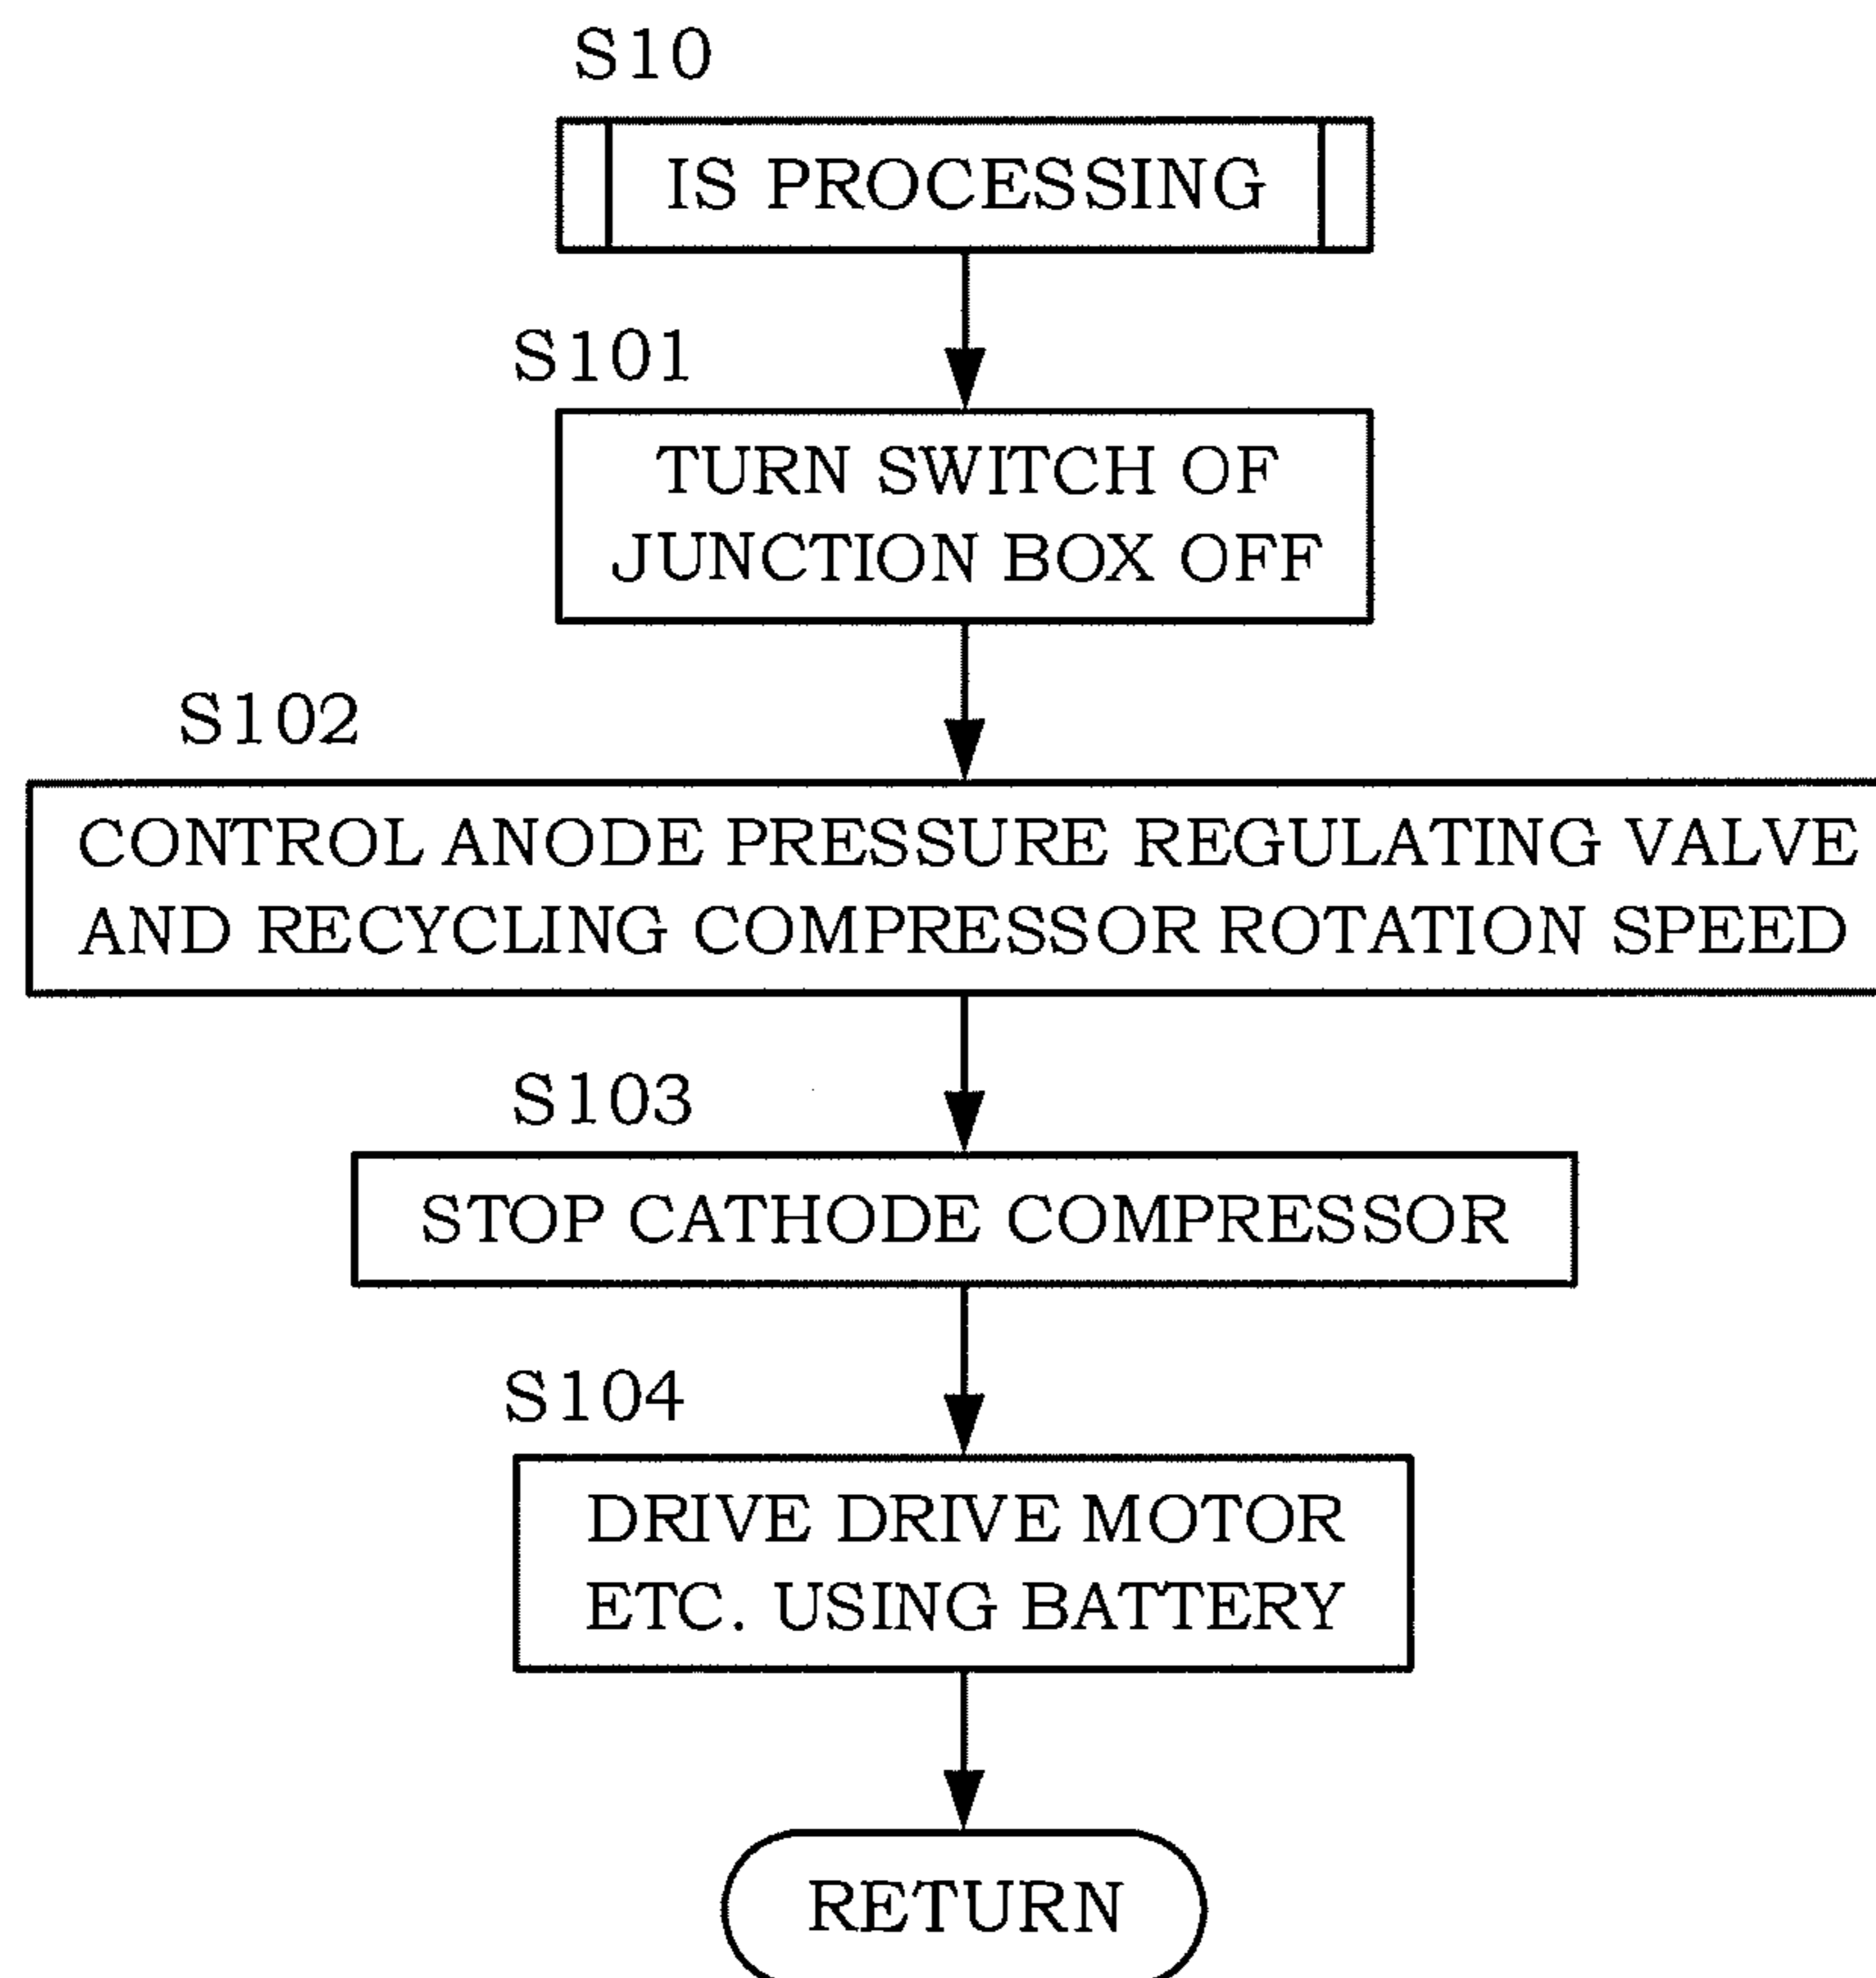 S10
IS PROCESSING
S101
TURN SWITCH OF
JUNCTION BOX OFF
S102
CONTROL ANODE PRESSURE REGULATING VALVE
AND RECYCLING COMPRESSOR ROTATION SPEED
S103
STOP CATHODE COMPRESSOR
S104
DRIVE DRIVE MOTOR
ETC. USING BATTERY
RETURN